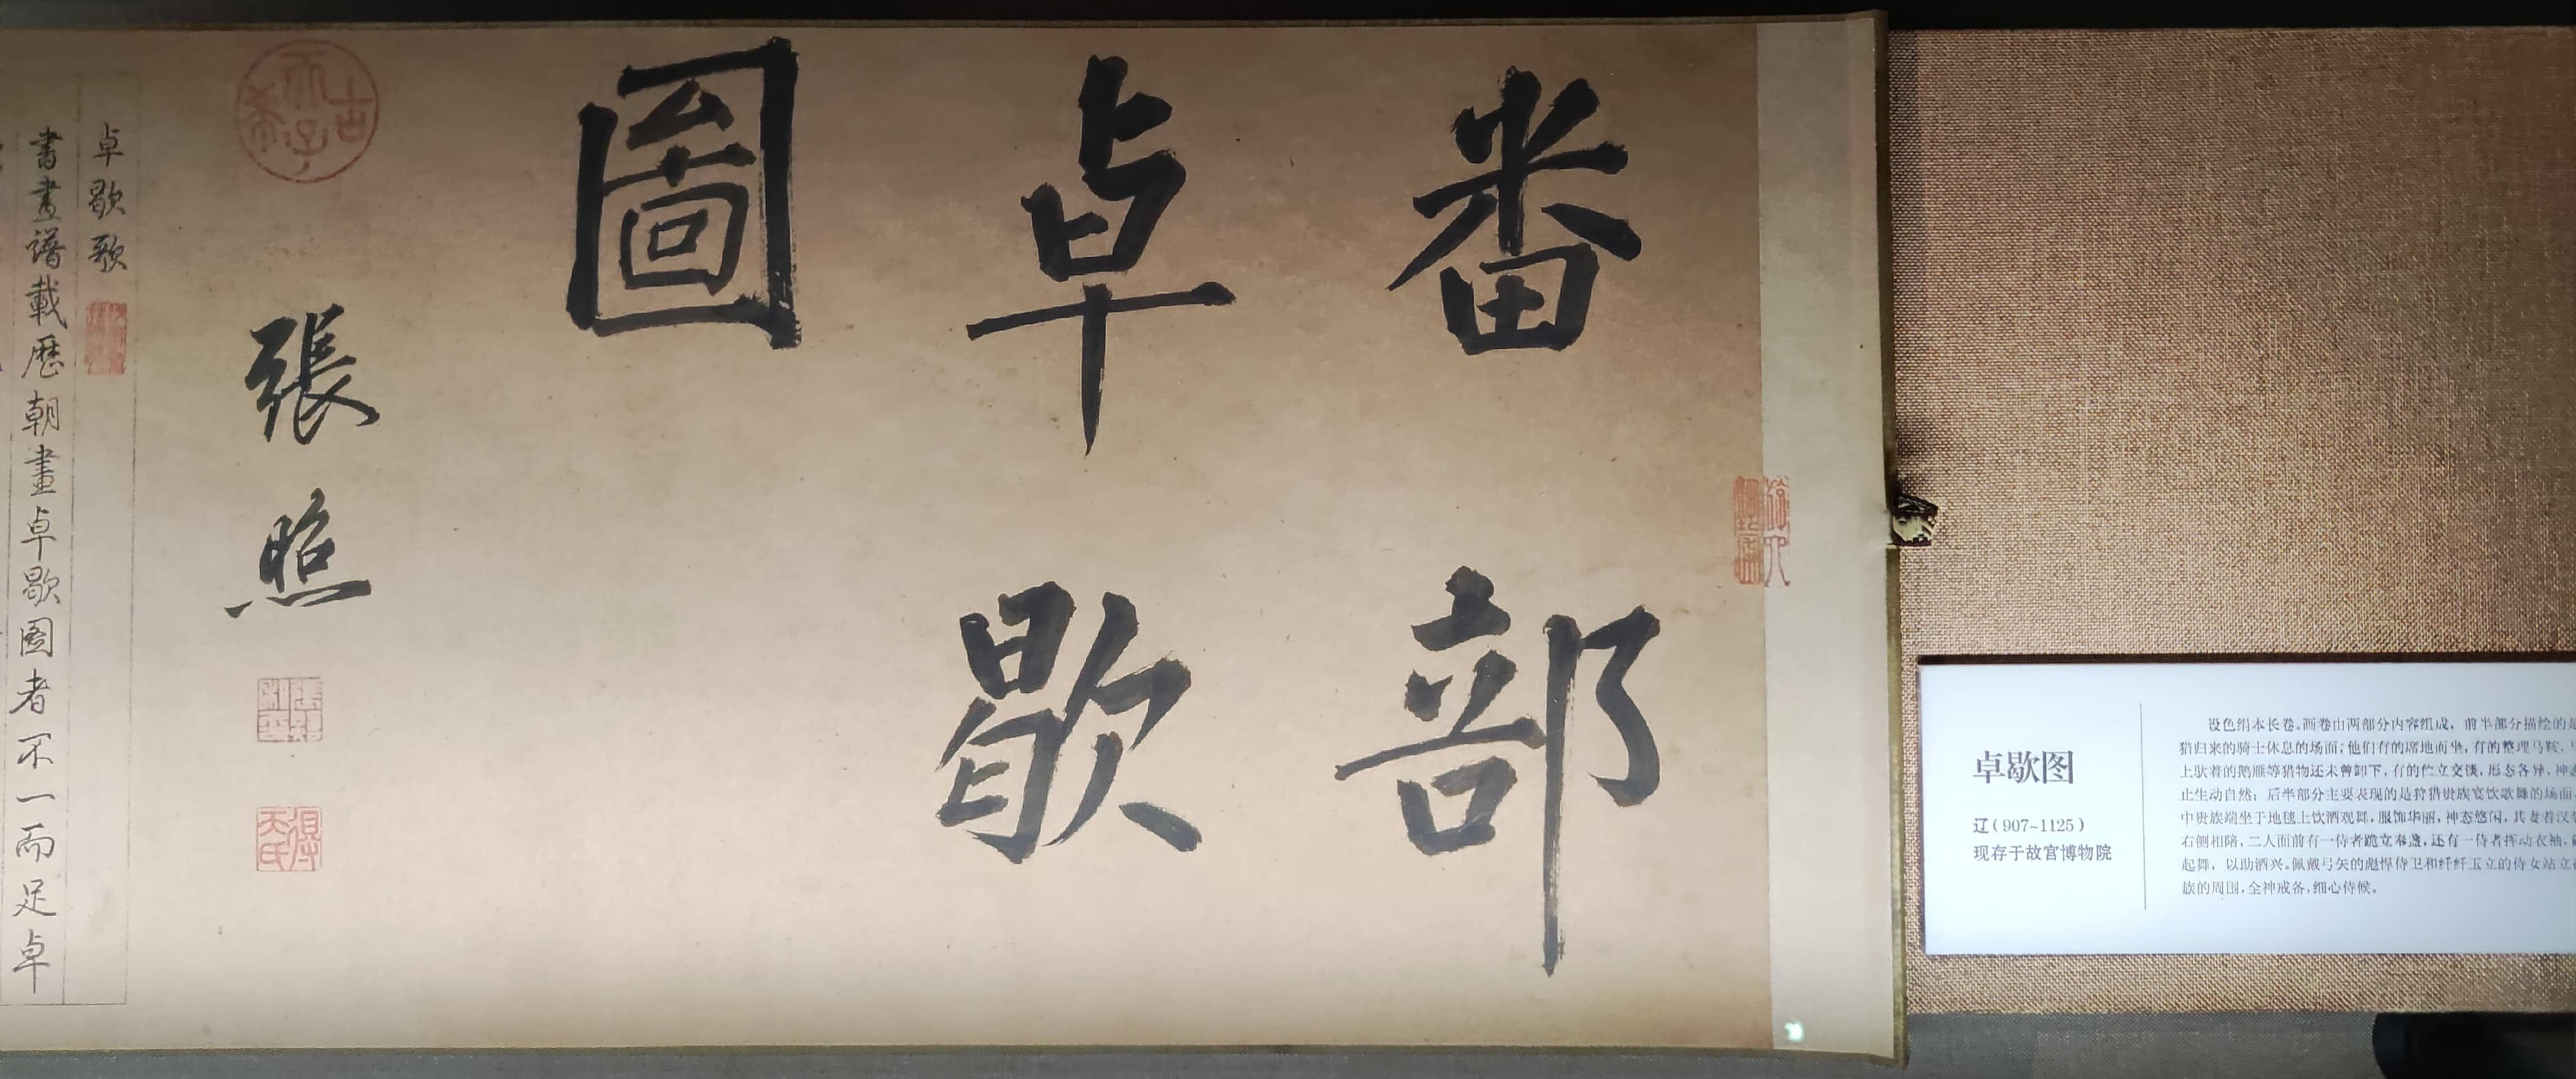 番部
卓歇
圖
張照
古希天子
卓歇歌
書畫譜載歷朝畫卓歇圖者不一而足卓
卓歇图
辽（907-1125）
现存于故宫博物院
设色绢本长卷。画卷由两部分内容组成，前半部分描绘的是
猎归来的骑士休息的场面；他们有的席地而坐，有的整理马鞍，
上驮着的鹅雁等猎物还未曾卸下，有的伫立交谈，形态各异，神态
止生动自然；后半部分主要表现的是狩猎贵族宴饮歌舞的场面
中贵族端坐于地毯上饮酒观舞，服饰华丽，神态悠闲，其妻着汉
右侧相陪，二人面前有一侍者跪立奉盏，还有一侍者挥动衣袖，
起舞，以助酒兴。佩戴弓矢的彪悍侍卫和纤纤玉立的侍女站立
族的周围，全神戒备，细心侍候。